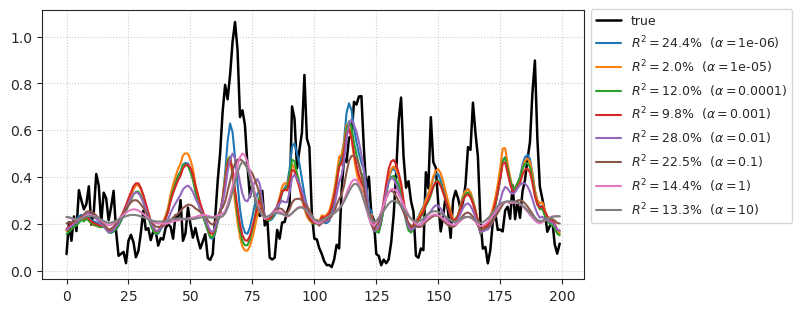 1.0
0.8
0.6
0.4
0.2
0.0
0 25 50 75 100 125 150 175 200
true
R² = 24.4% (α = 1e-06)
R² = 2.0% (α = 1e-05)
R² = 12.0% (α = 0.0001)
R² = 9.8% (α = 0.001)
R² = 28.0% (α = 0.01)
R² = 22.5% (α = 0.1)
R² = 14.4% (α = 1)
R² = 13.3% (α = 10)